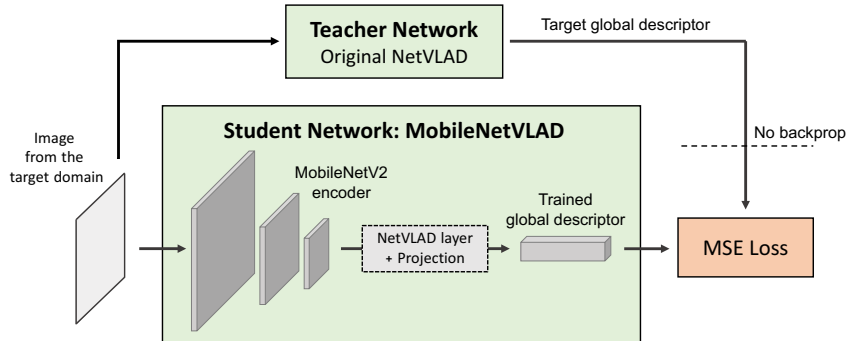 Teacher Network
Original NetVLAD
Target global descriptor
Image
from the
target domain
No backprop
Student Network: MobileNetVLAD
MobileNetV2
encoder
NetVLAD layer
+ Projection
Trained
global descriptor
MSE Loss